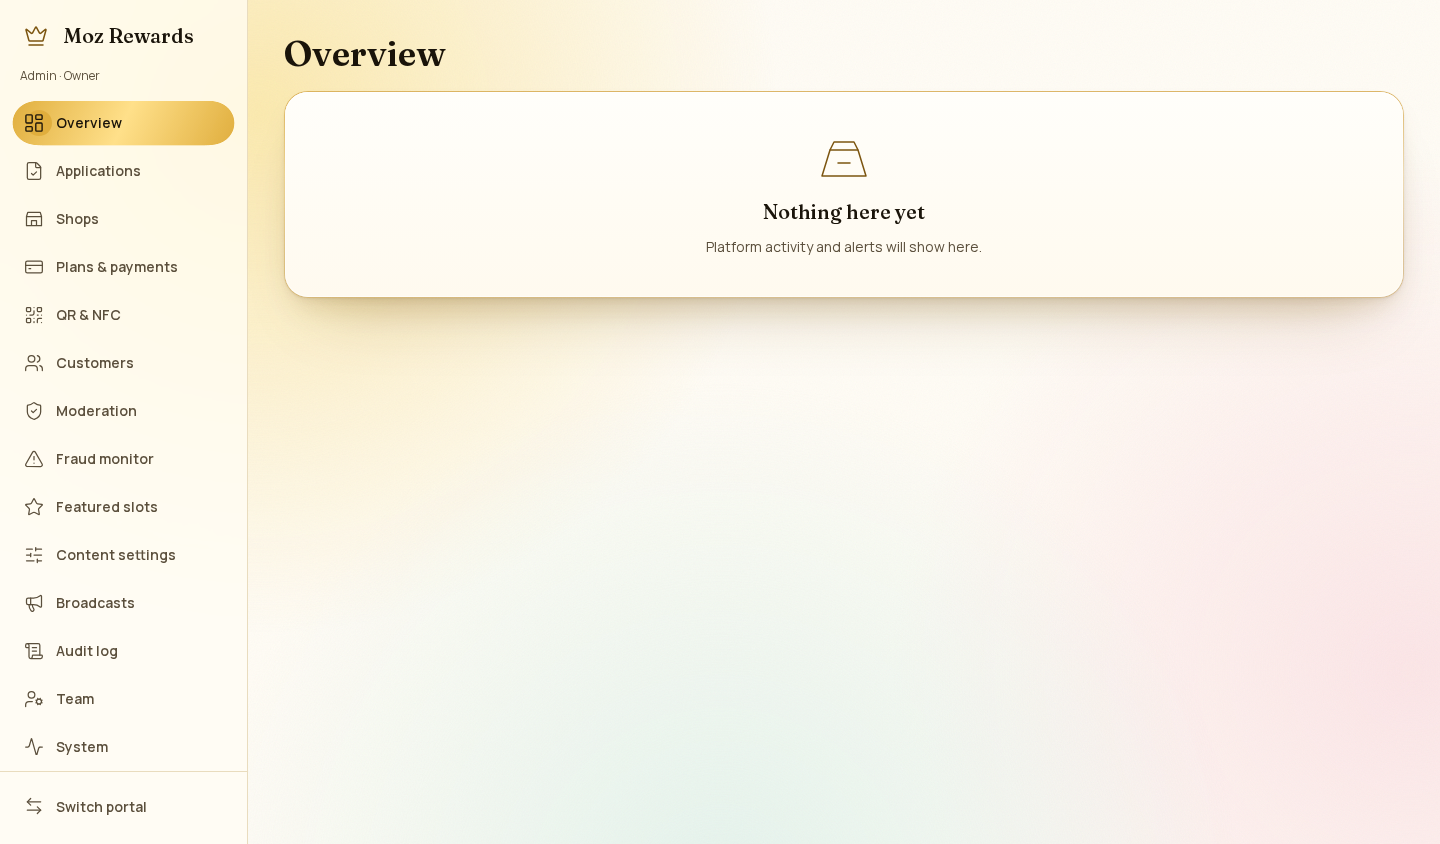 Moz Rewards
Admin · Owner
Overview
Applications
Shops
Plans & payments
QR & NFC
Customers
Moderation
Fraud monitor
Featured slots
Content settings
Broadcasts
Audit log
Team
System
Switch portal
Overview
Nothing here yet
Platform activity and alerts will show here.